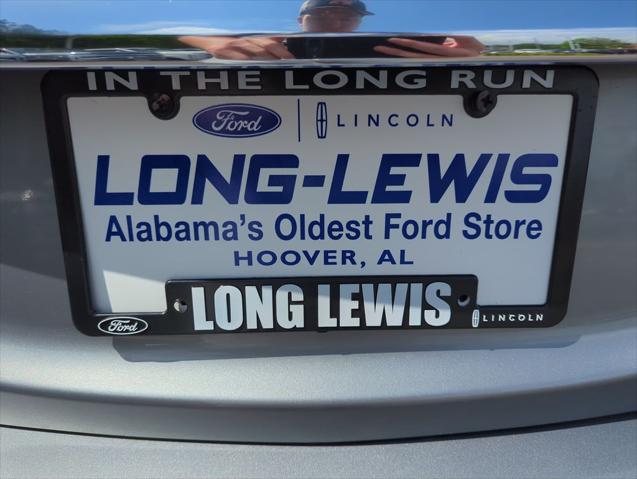 IN THE LONG RUN
Ford LINCOLN
LONG-LEWIS
Alabama's Oldest Ford Store
HOOVER, AL
LONG LEWIS
Ford LINCOLN